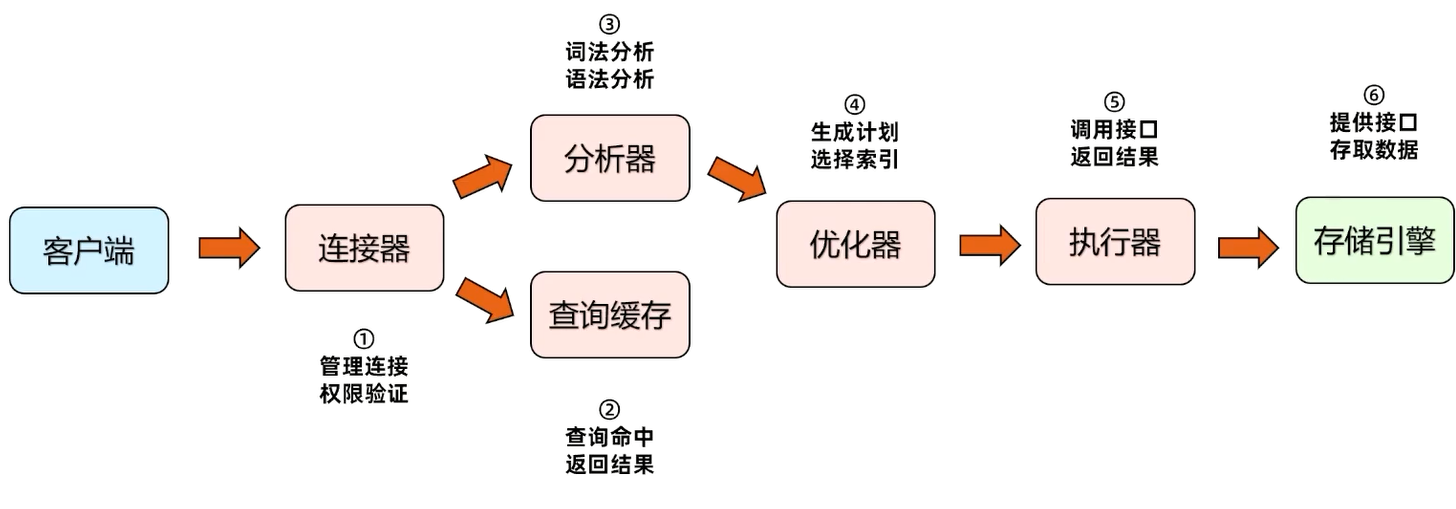 客户端
连接器
①
管理连接
权限验证
查询缓存
②
查询命中
返回结果
③
词法分析
语法分析
分析器
④
生成计划
选择索引
优化器
⑤
调用接口
返回结果
执行器
⑥
提供接口
存取数据
存储引擎